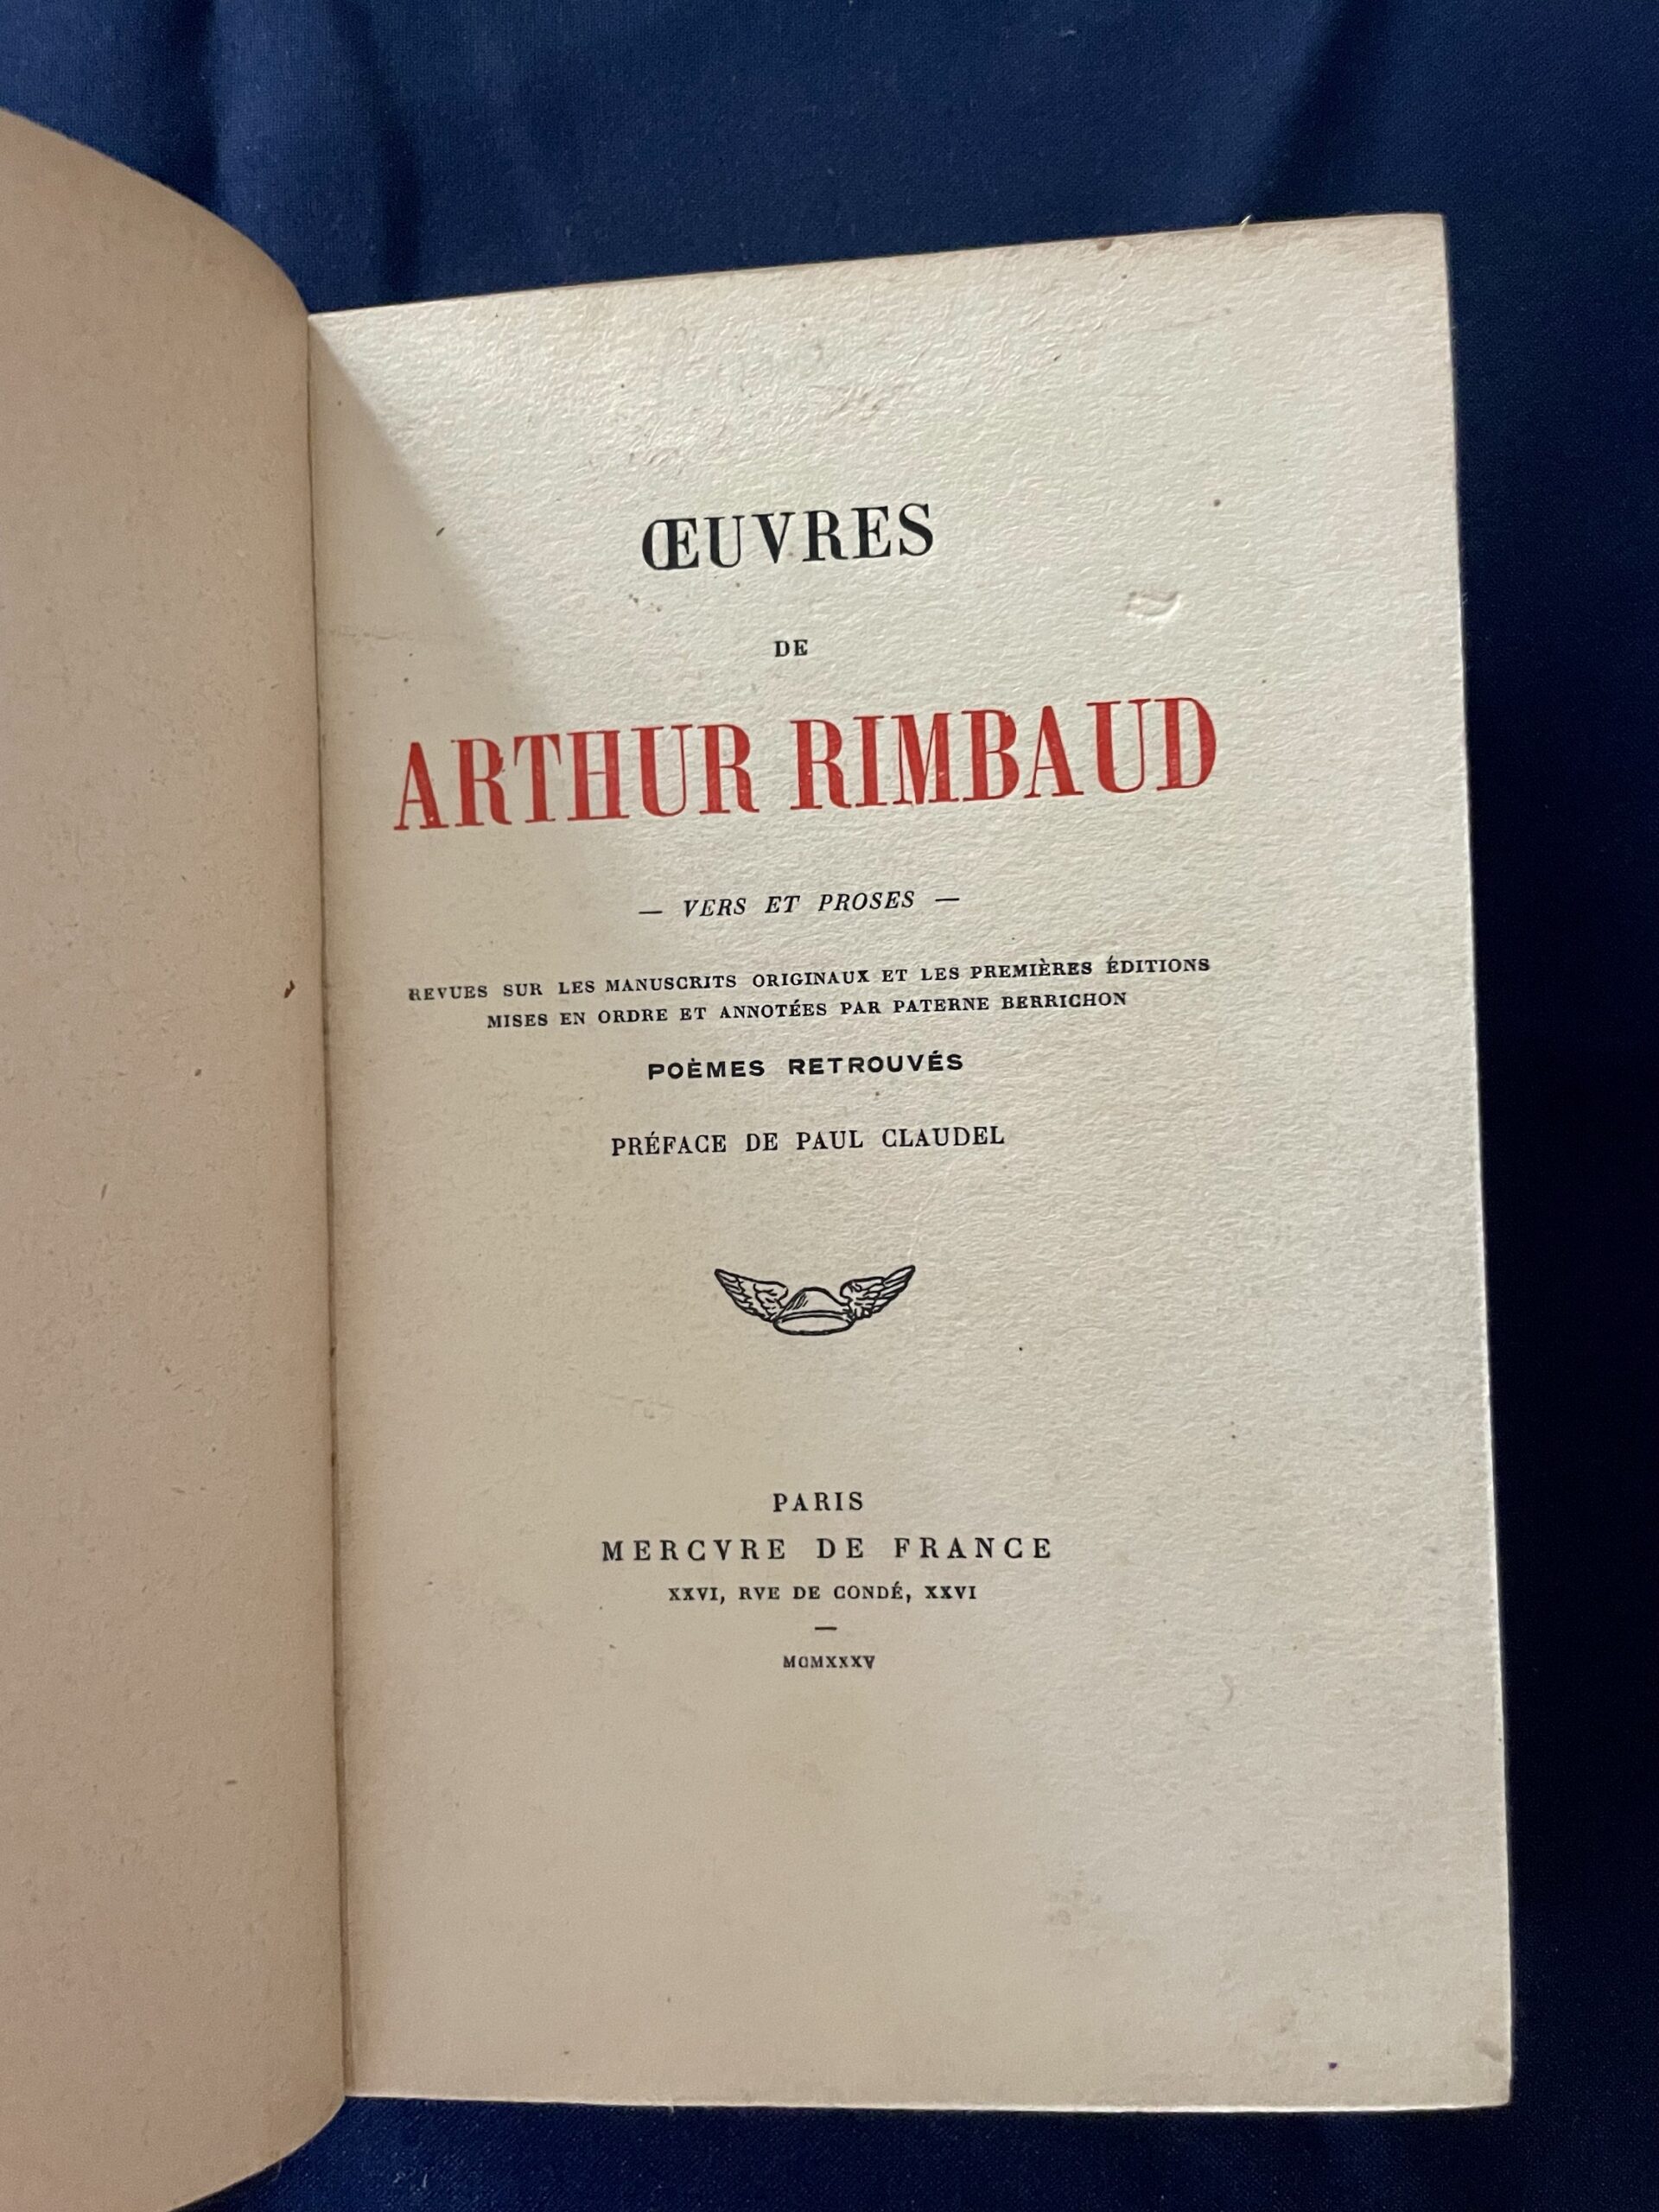 ŒUVRES
DE
ARTHUR RIMBAUD
— VERS ET PROSES —
REVUES SUR LES MANUSCRITS ORIGINAUX ET LES PREMIÈRES ÉDITIONS
MISES EN ORDRE ET ANNOTÉES PAR PATERNE BERRICHON
POÈMES RETROUVÉS
PRÉFACE DE PAUL CLAUDEL
PARIS
MERCVRE DE FRANCE
XXVI, RVE DE CONDÉ, XXVI
—
MCMXXXV